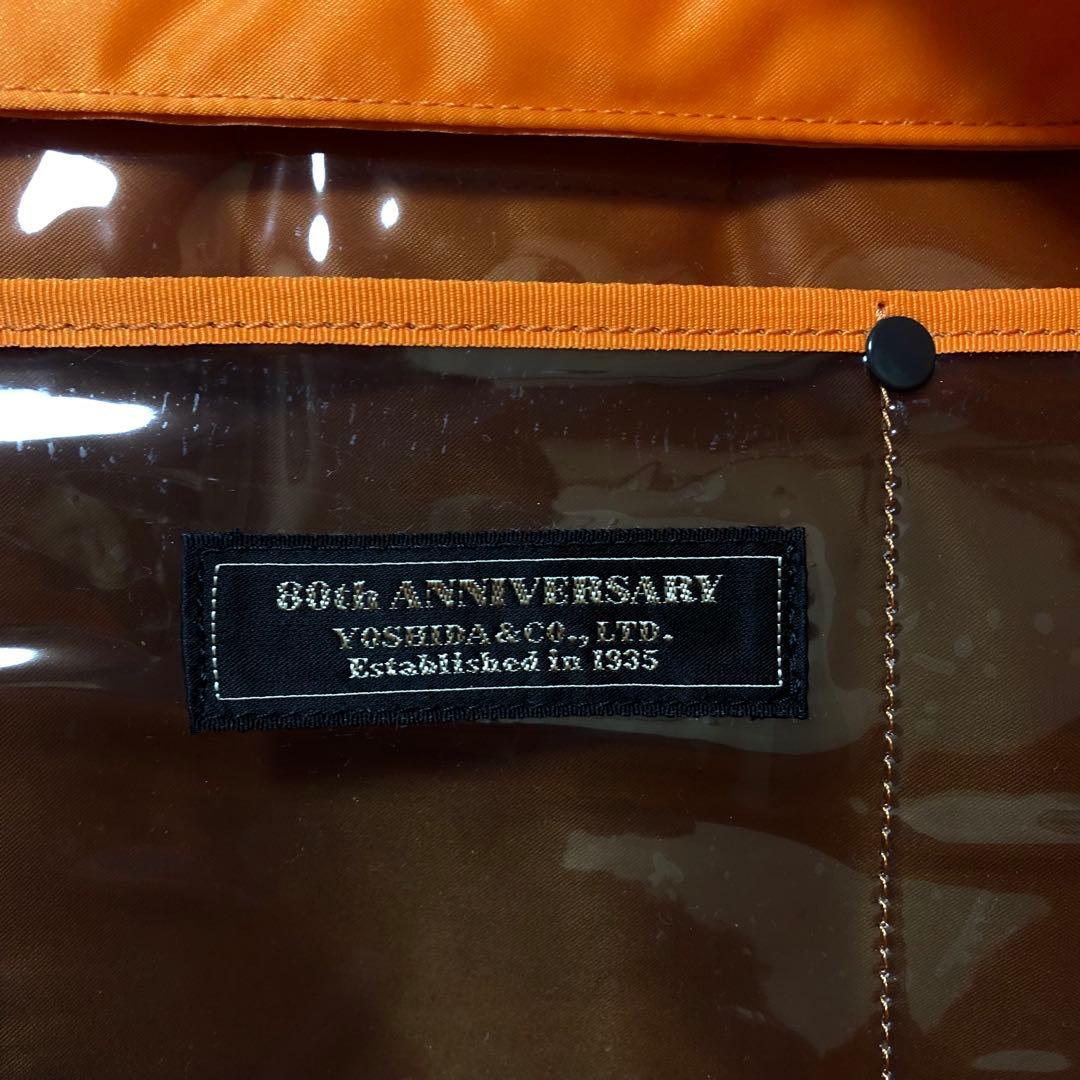 80th ANNIVERSARY
YOSHIDA&CO., LTD.
Established in 1935